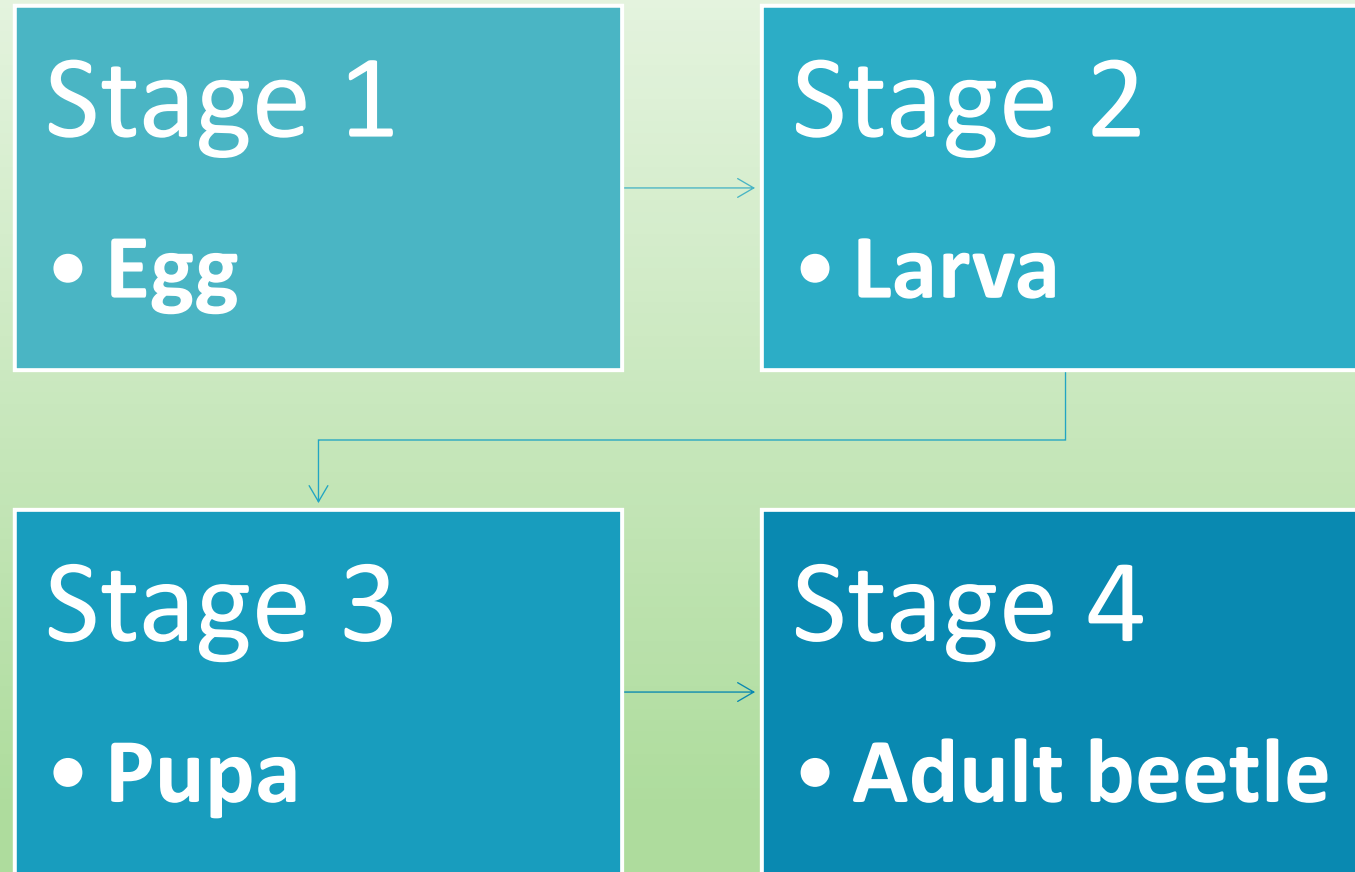 Stage 1
• Egg
Stage 2
• Larva
Stage 3
• Pupa
Stage 4
• Adult beetle